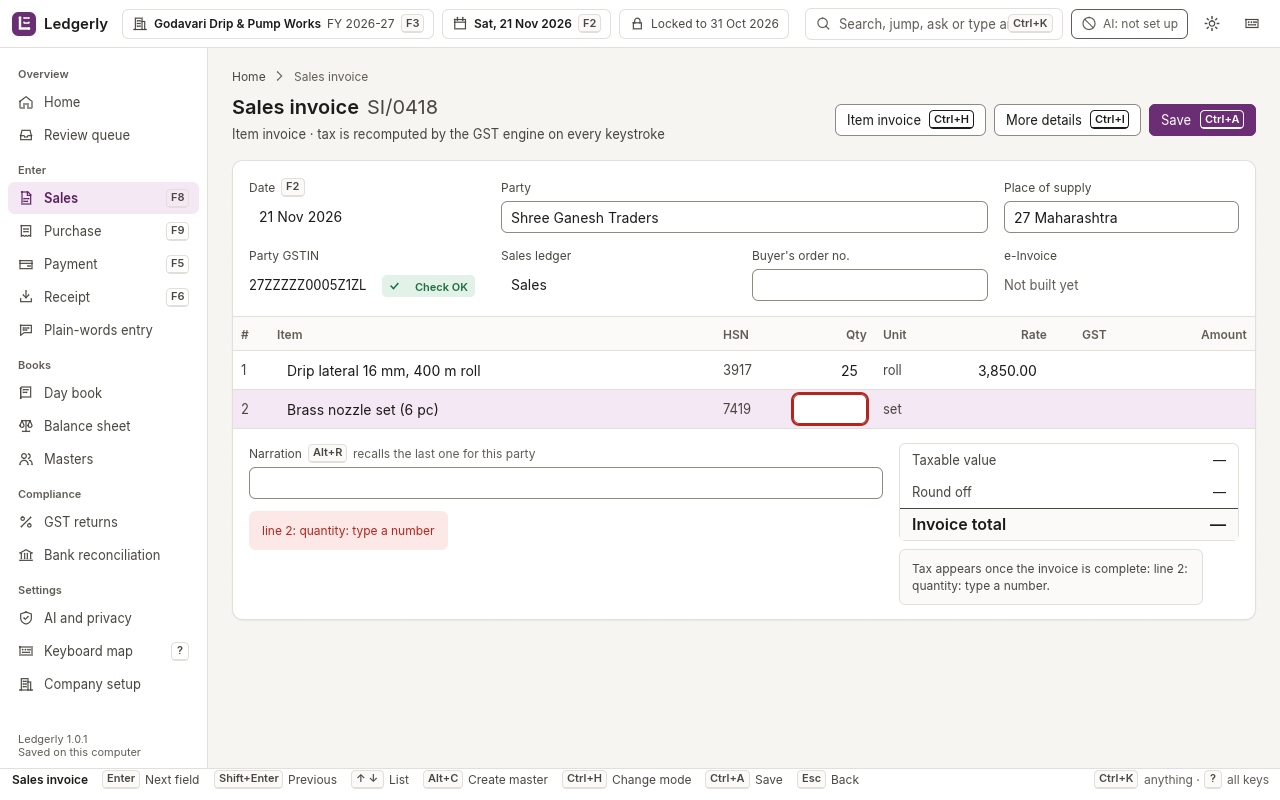 Ledgerly
Godavari Drip & Pump Works FY 2026-27 F3
Sat, 21 Nov 2026 F2
Locked to 31 Oct 2026
Search, jump, ask or type a Ctrl+K
AI: not set up
Overview
Home
Review queue
Enter
Sales F8
Purchase F9
Payment F5
Receipt F6
Plain-words entry
Books
Day book
Balance sheet
Masters
Compliance
GST returns
Bank reconciliation
Settings
AI and privacy
Keyboard map ?
Company setup
Ledgerly 1.0.1
Saved on this computer
Home Sales invoice
Sales invoice SI/0418
Item invoice · tax is recomputed by the GST engine on every keystroke
Item invoice Ctrl+H
More details Ctrl+I
Save Ctrl+A
Date F2 Party Place of supply
21 Nov 2026 Shree Ganesh Traders 27 Maharashtra
Party GSTIN Sales ledger Buyer's order no. e-Invoice
27ZZZZZ0005Z1ZL Check OK Sales Not built yet
# Item HSN Qty Unit Rate GST Amount
1 Drip lateral 16 mm, 400 m roll 3917 25 roll 3,850.00
2 Brass nozzle set (6 pc) 7419 set
Narration Alt+R recalls the last one for this party
line 2: quantity: type a number
Taxable value —
Round off —
Invoice total —
Tax appears once the invoice is complete: line 2:
quantity: type a number.
Sales invoice Enter Next field Shift+Enter Previous ↑ ↓ List Alt+C Create master Ctrl+H Change mode Ctrl+A Save Esc Back Ctrl+K anything · ? all keys